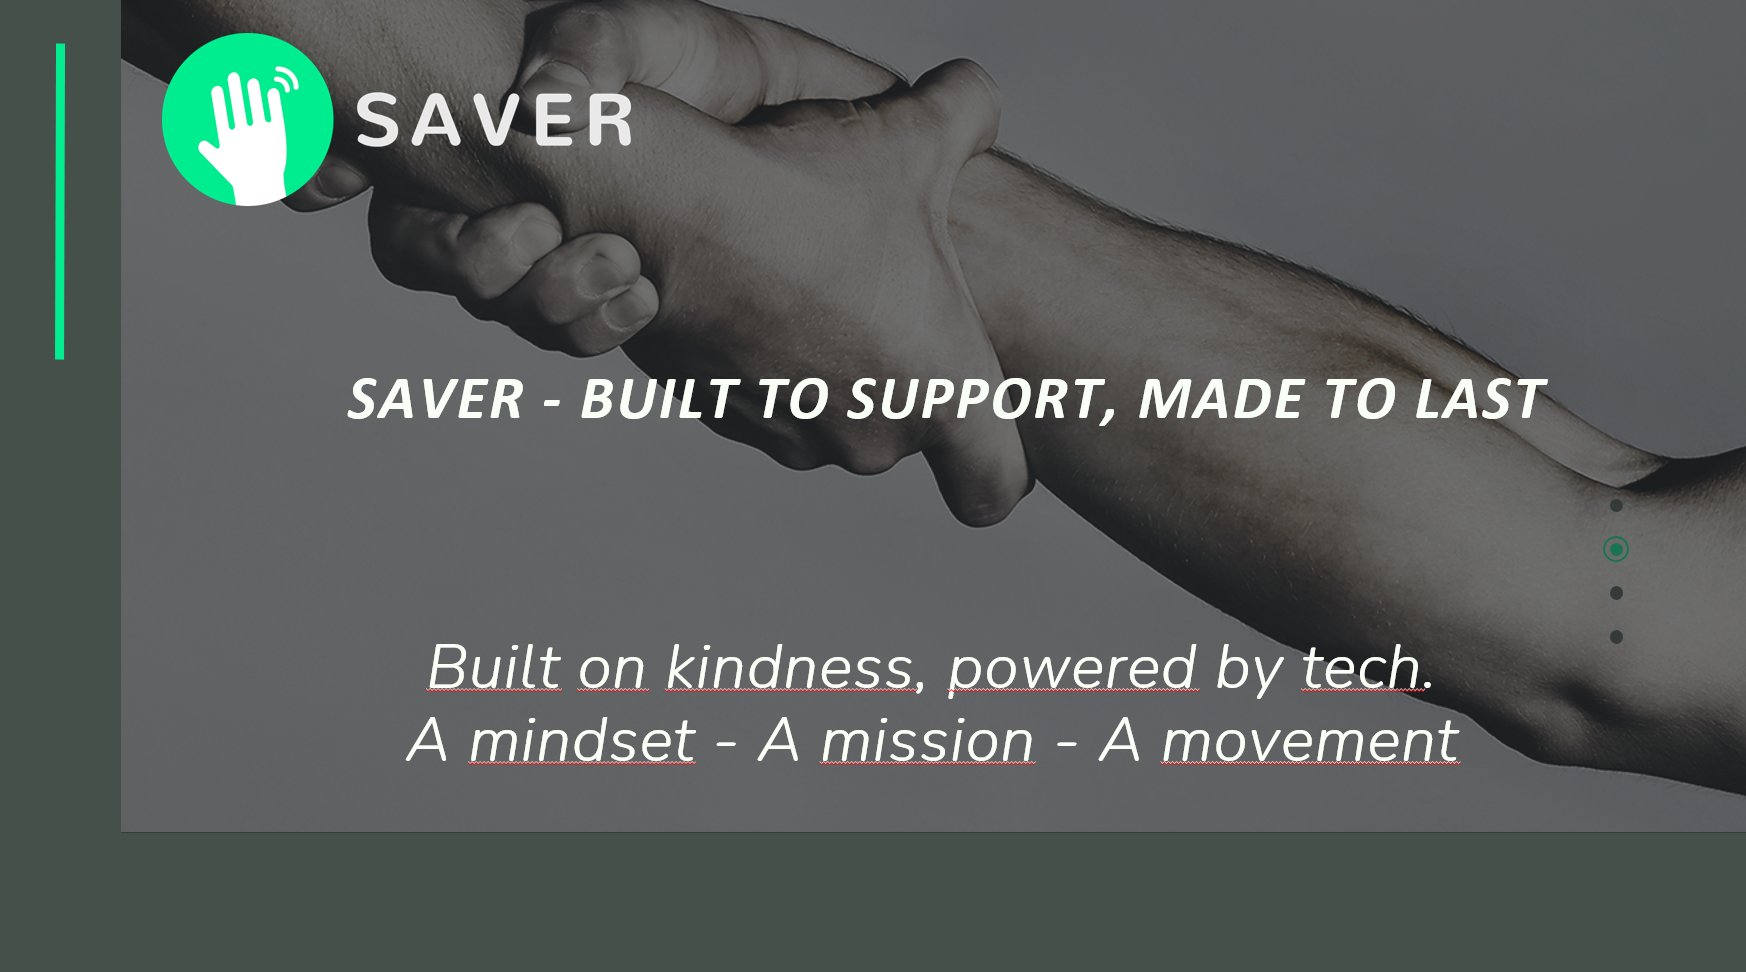 SAVER
SAVER - BUILT TO SUPPORT, MADE TO LAST
Built on kindness, powered by tech.
A mindset - A mission - A movement